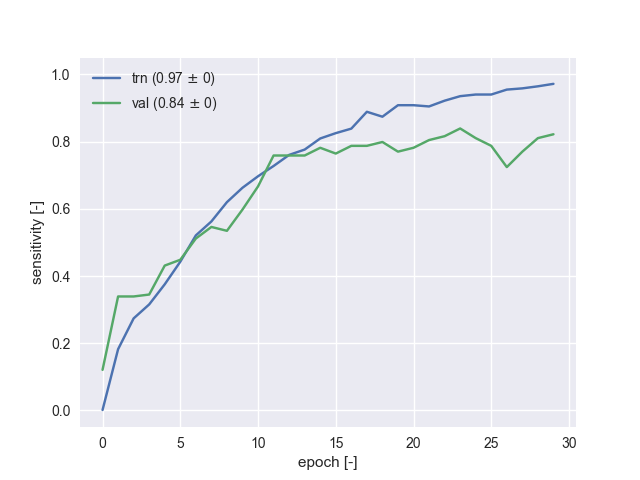 trn (0.97 ± 0)
val (0.84 ± 0)
1.0
0.8
0.6
0.4
0.2
0.0
sensitivity [-]
0 5 10 15 20 25 30
epoch [-]